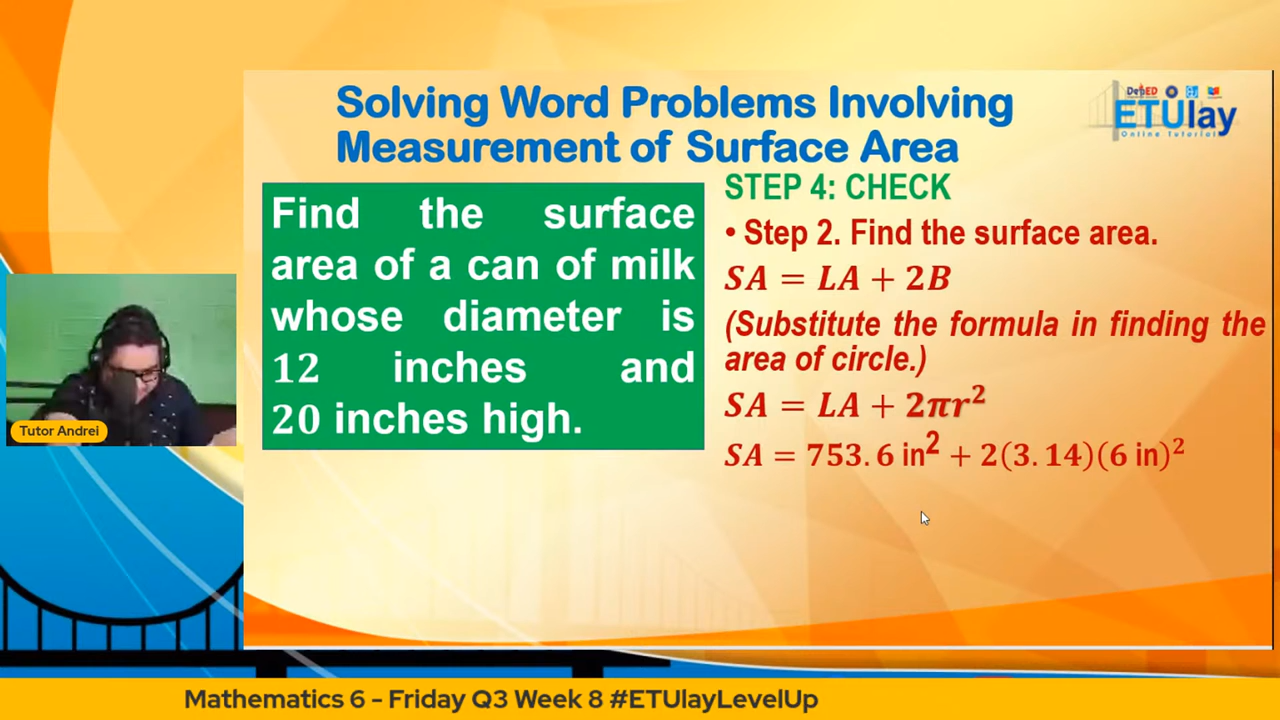 Solving Word Problems Involving
Measurement of Surface Area
DepED
ETUlay
Online Tutorial
Find the surface
area of a can of milk
whose diameter is
12 inches and
20 inches high.
STEP 4: CHECK
• Step 2. Find the surface area.
SA = LA + 2B
(Substitute the formula in finding the
area of circle.)
SA = LA + 2πr²
SA = 753.6 in² + 2(3.14)(6 in)²
Tutor Andrei
Mathematics 6 - Friday Q3 Week 8 #ETUlayLevelUp